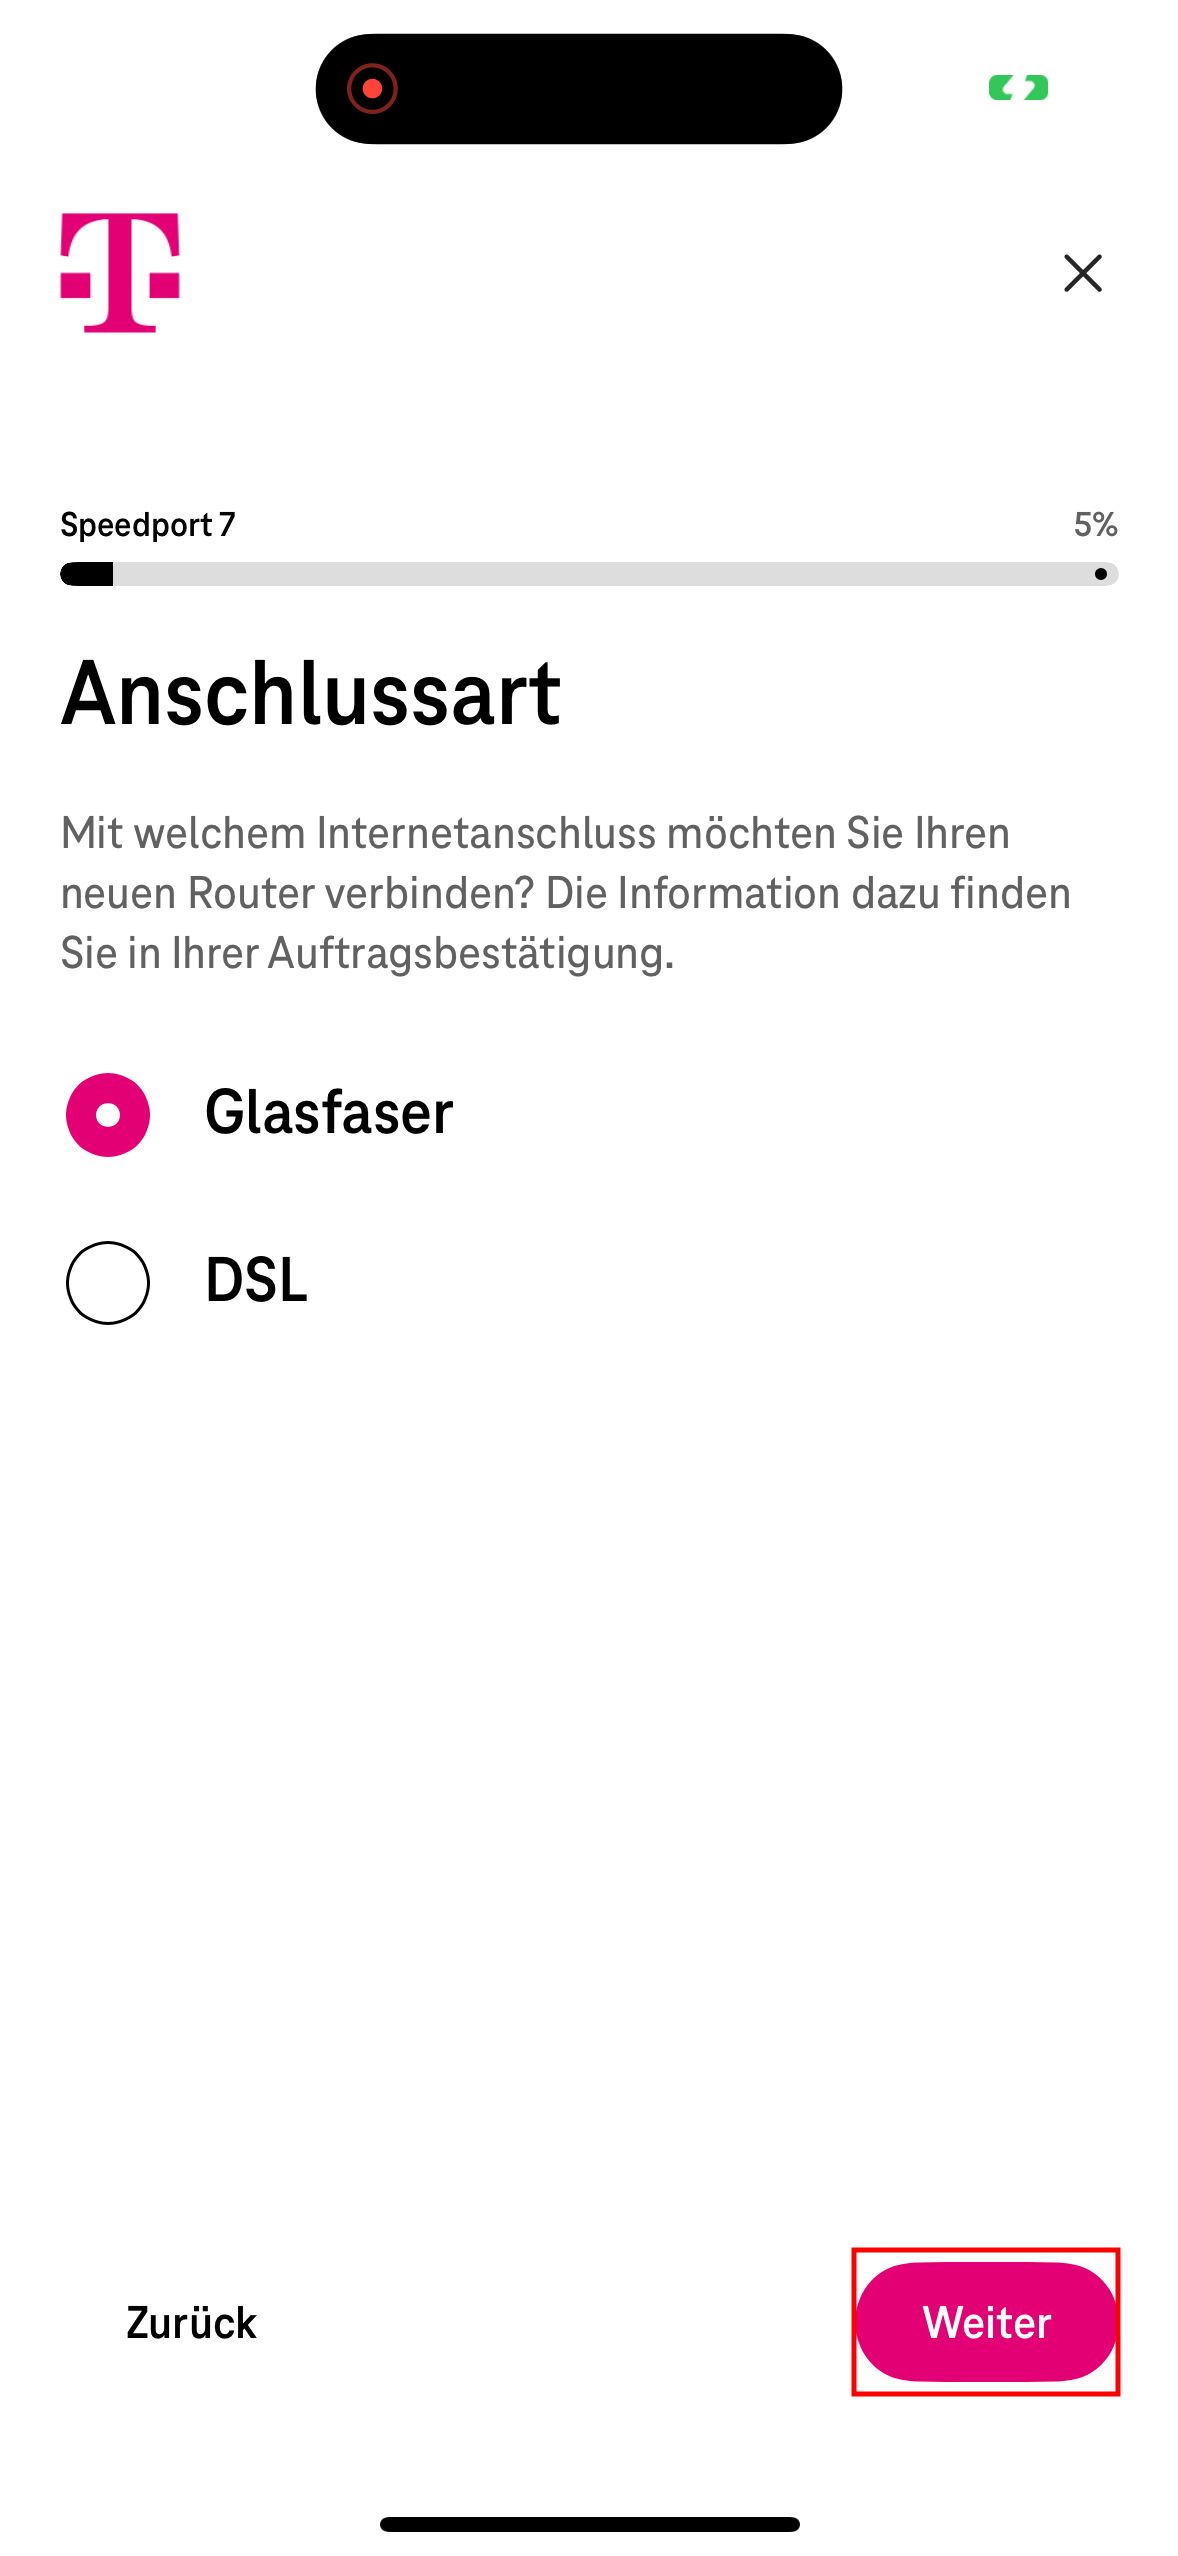 T
Speedport 7
5%
Anschlussart
Mit welchem Internetanschluss möchten Sie Ihren
neuen Router verbinden? Die Information dazu finden
Sie in Ihrer Auftragsbestätigung.
Glasfaser
DSL
Zurück
Weiter